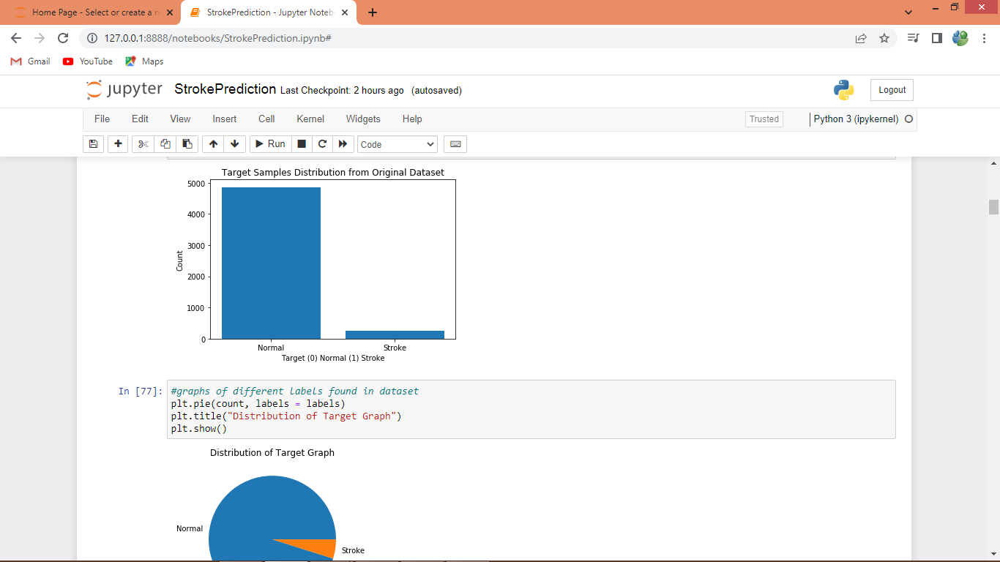 Home Page - Select or create a n
StrokePrediction - Jupyter Noteb
127.0.0.1:8888/notebooks/StrokePrediction.ipynb#
Gmail YouTube Maps
jupyter StrokePrediction Last Checkpoint: 2 hours ago (autosaved)
Logout
File Edit View Insert Cell Kernel Widgets Help
Trusted
Python 3 (ipykernel)
Run
Code
Target Samples Distribution from Original Dataset
5000
4000
3000
2000
1000
0
Count
Normal Stroke
Target (0) Normal (1) Stroke
In [77]:
#graphs of different labels found in dataset
plt.pie(count, labels = labels)
plt.title("Distribution of Target Graph")
plt.show()
Distribution of Target Graph
Normal
Stroke